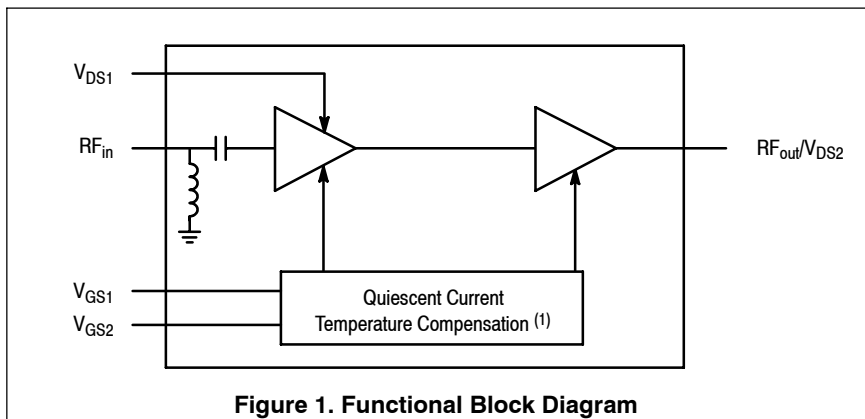 V_DS1
RF_in
RF_out/V_DS2
V_GS1
V_GS2
Quiescent Current
Temperature Compensation (1)
Figure 1. Functional Block Diagram